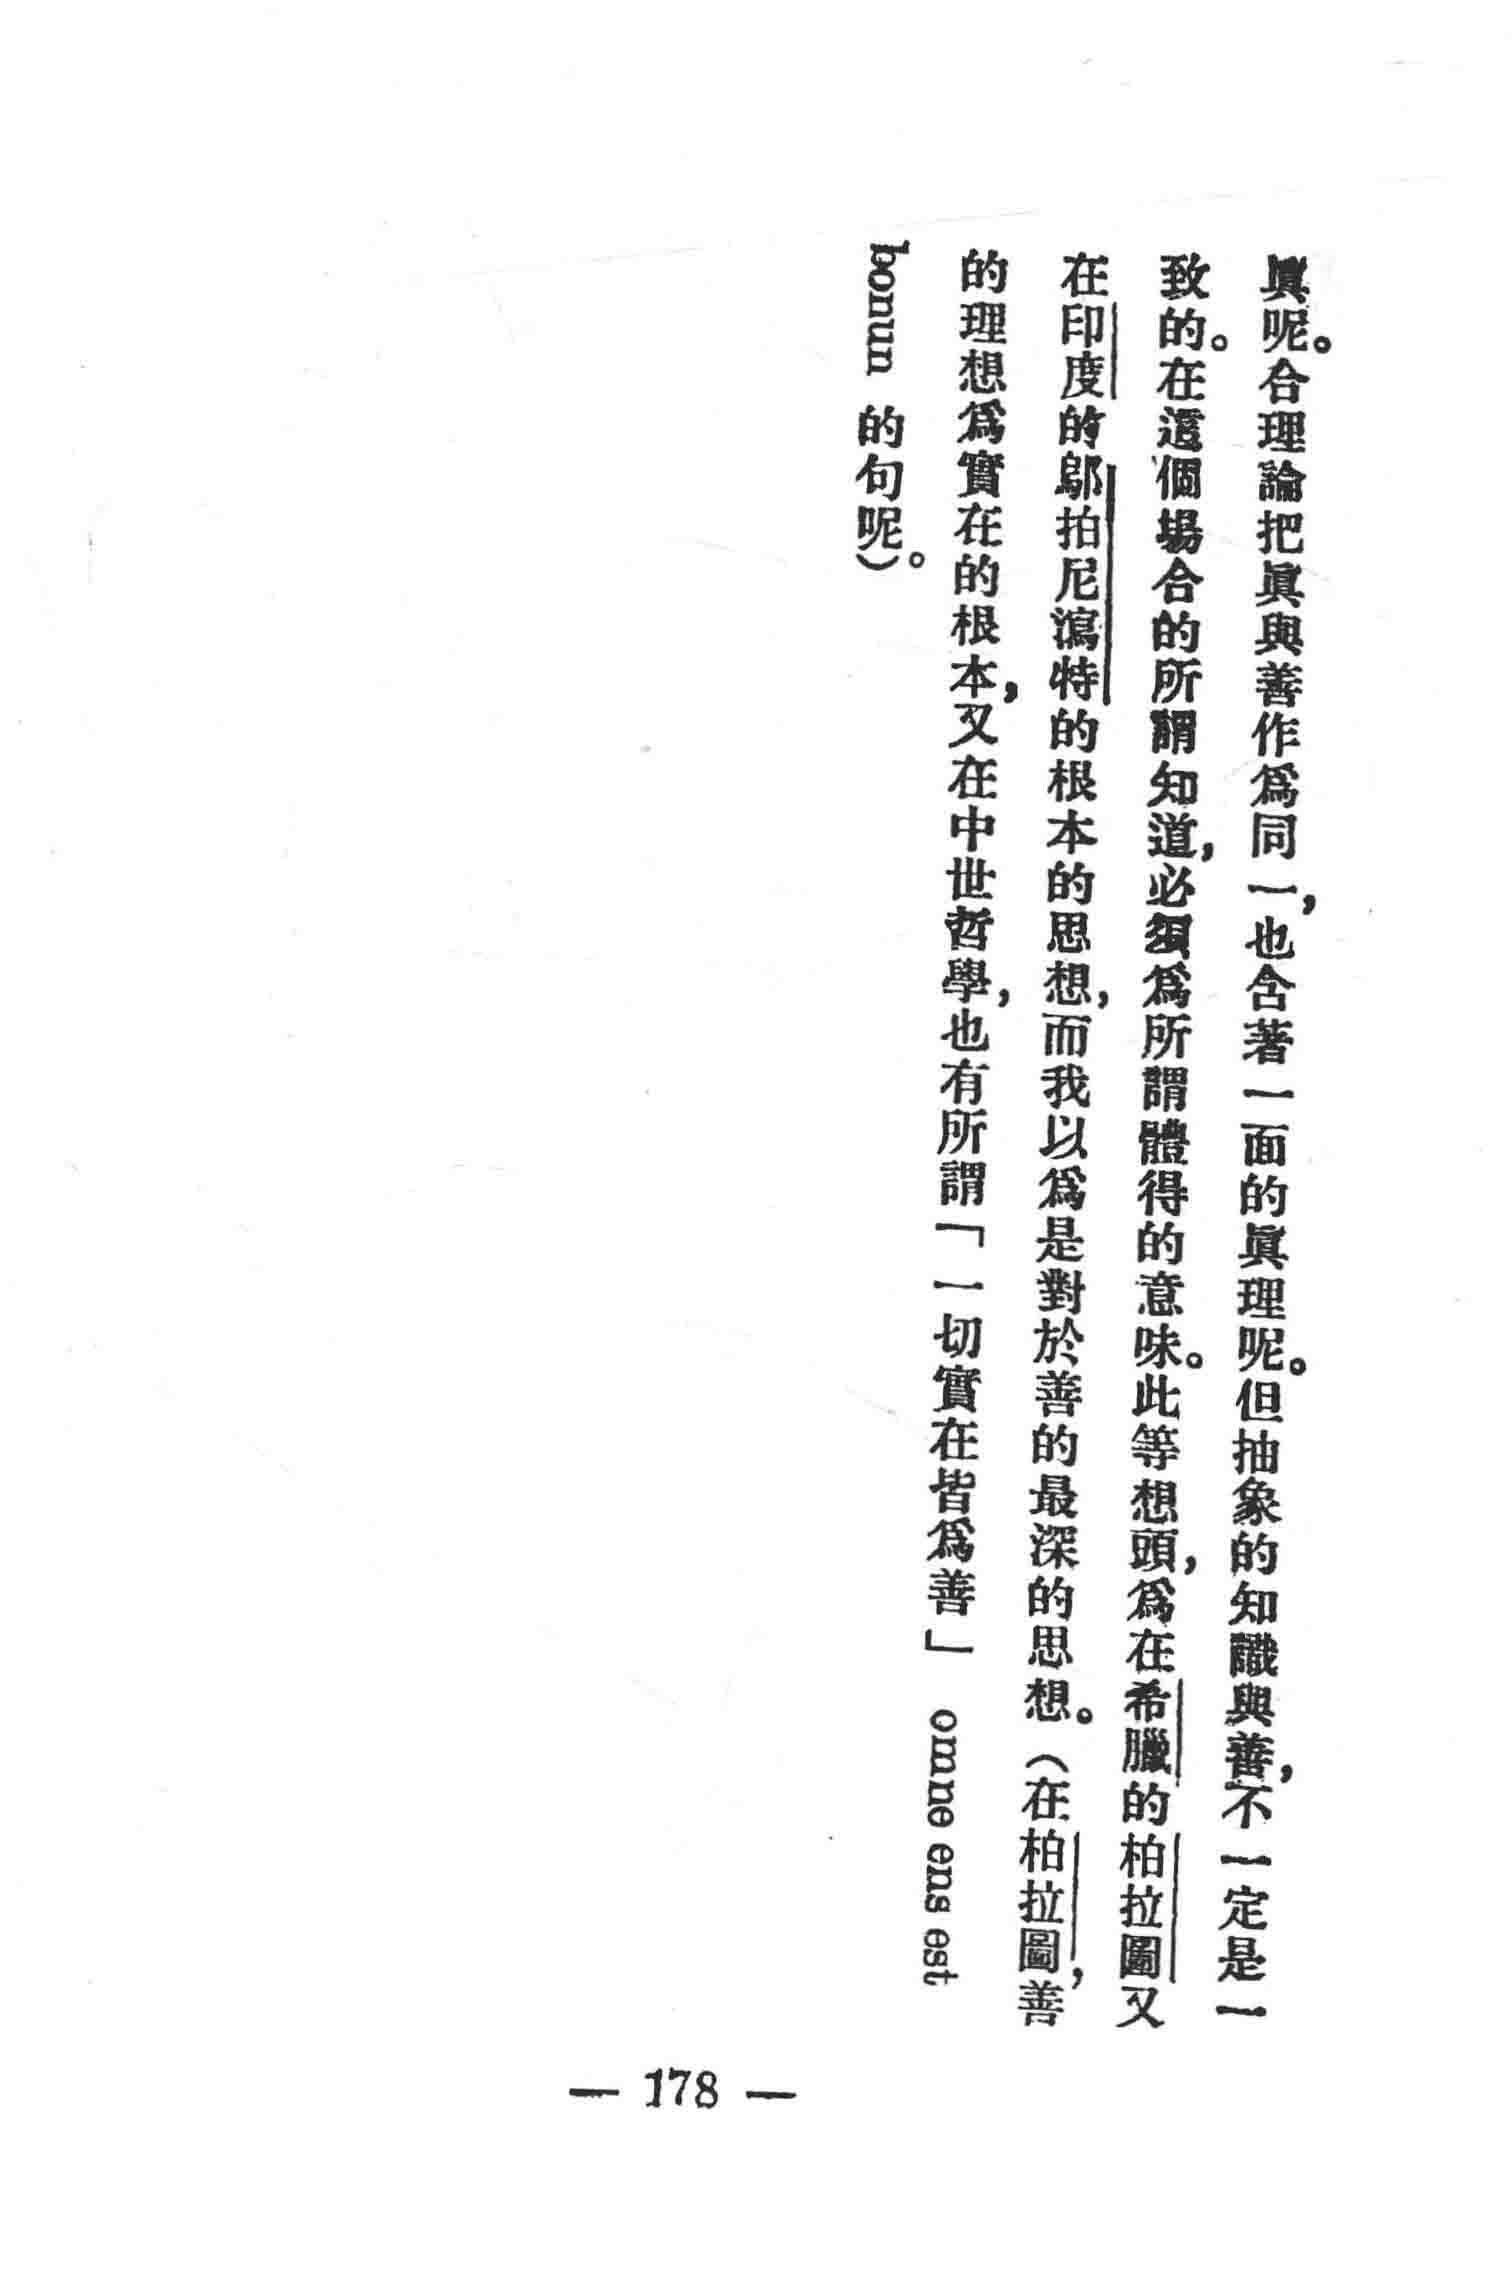 眞呢。合理論把眞與善作爲同一，也含著一面的眞理呢。但抽象的知識與善，不一定是一
致的。在這個場合的所謂知道，必須爲所謂體得的意味。此等想頭，爲在希臘的柏拉圖又
在印度的鄔拍尼瀉特的根本的思想，而我以爲是對於善的最深的思想。（在柏拉圖，善
的理想爲實在的根本，又在中世哲學，也有所謂「一切實在皆爲善」 omne ens est
bonun 的句呢）。
— 178 —